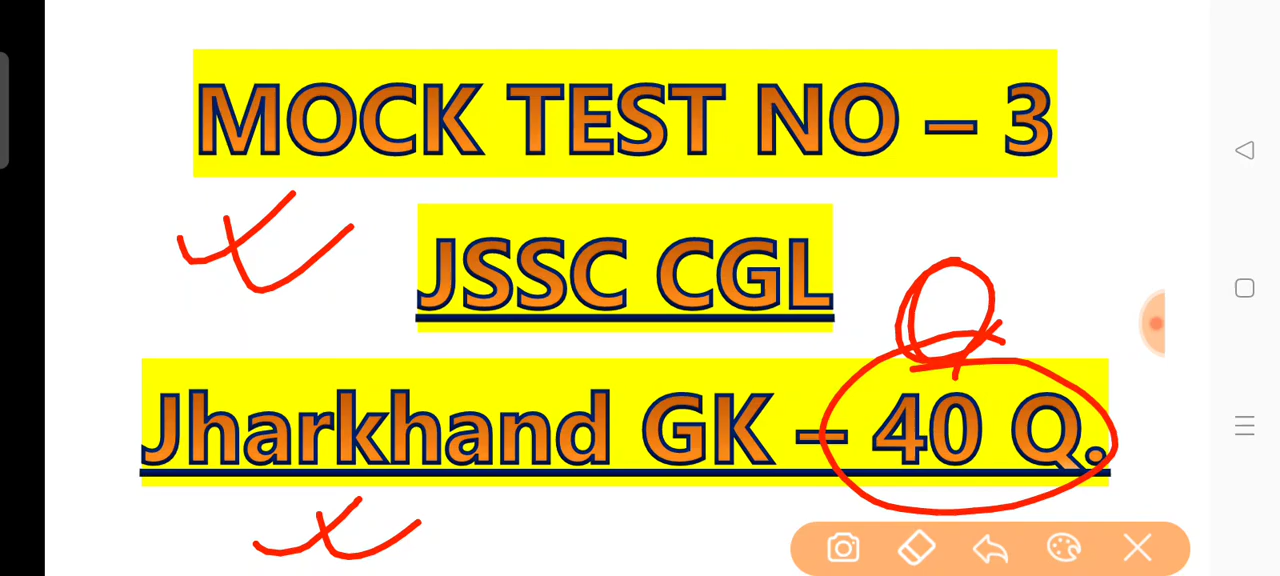 MOCK TEST NO – 3
JSSC CGL
Jharkhand GK – 40 Q.